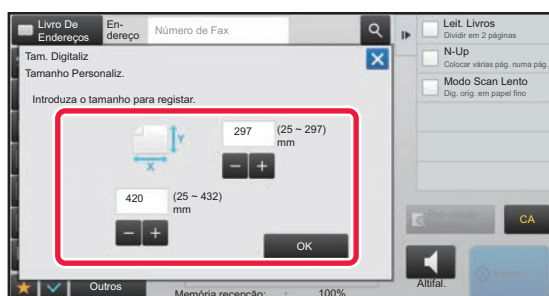 Livro De
Endereços
En-
dereço
Número de Fax
Leit. Livros
Dividir em 2 páginas
N-Up
Colocar várias pág. numa pág.
Modo Scan Lento
Dig. orig. em papel fino
Tam. Digitaliz
Tamanho Personaliz.
Introduza o tamanho para registar.
Y
X
297
(25 ~ 297)
mm
- +
420
(25 ~ 432)
mm
- +
OK
CA
Outros
Memória recepção: 100%
Altifal.
Iniciar